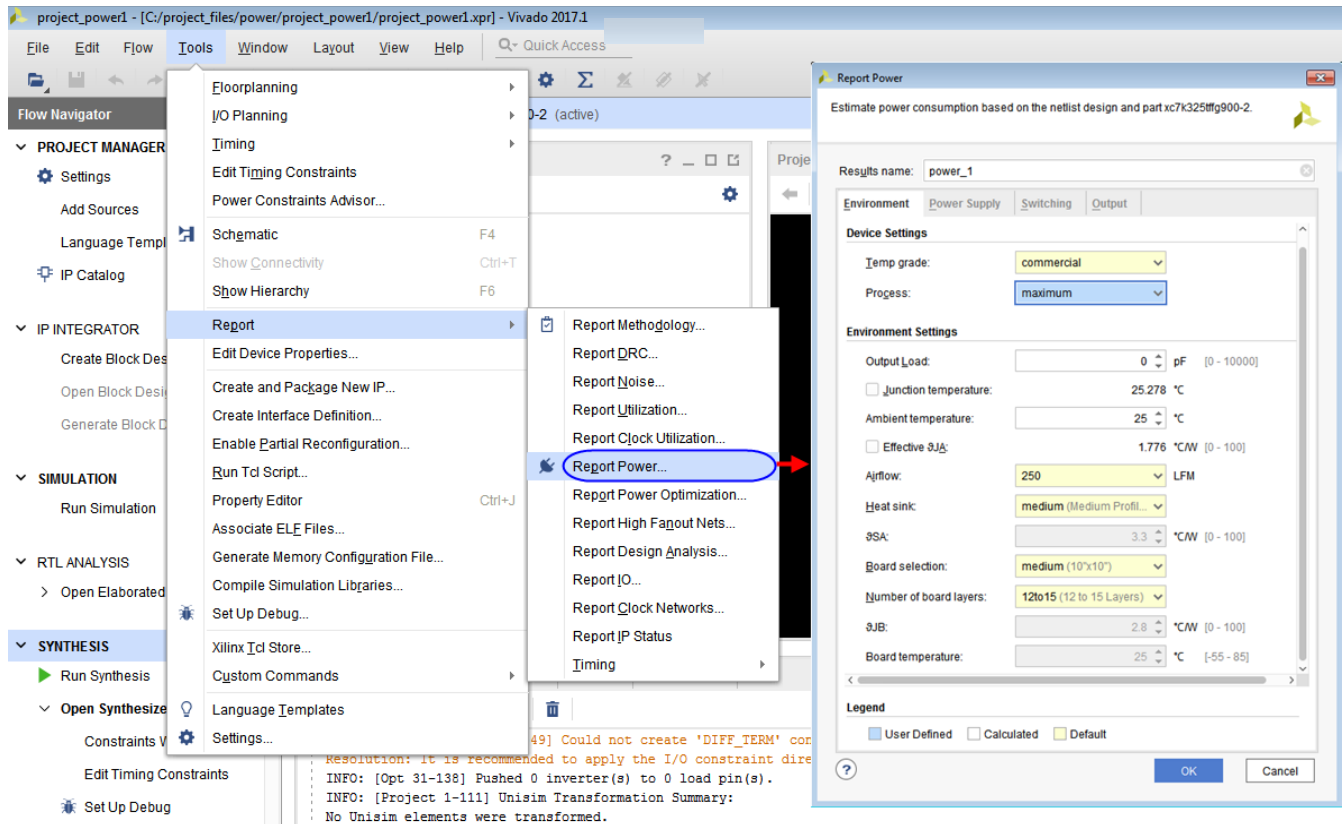 project_power1 - [C:/project_files/power/project_power1/project_power1.xpr] - Vivado 2017.1
File Edit Flow Tools Window Layout View Help Quick Access
Flow Navigator
PROJECT MANAGER
Settings
Add Sources
Language Templ
IP Catalog
IP INTEGRATOR
Create Block Des
Open Block Desi
Generate Block D
SIMULATION
Run Simulation
RTL ANALYSIS
Open Elaborated
SYNTHESIS
Run Synthesis
Open Synthesize
Constraints W
Edit Timing Constraints
Set Up Debug
Floorplanning
I/O Planning
Timing
Edit Timing Constraints
Power Constraints Advisor...
Schematic F4
Show Connectivity Ctrl+T
Show Hierarchy F6
Report
Edit Device Properties...
Create and Package New IP...
Create Interface Definition...
Enable Partial Reconfiguration...
Run Tcl Script...
Property Editor Ctrl+J
Associate ELF Files...
Generate Memory Configuration File...
Compile Simulation Libraries...
Set Up Debug...
Xilinx Tcl Store...
Custom Commands
Language Templates
Settings...
0-2 (active)
? _
Proje
Report Methodology...
Report DRC...
Report Noise...
Report Utilization...
Report Clock Utilization...
Report Power...
Report Power Optimization...
Report High Fanout Nets...
Report Design Analysis...
Report IO...
Report Clock Networks...
Report IP Status
Timing
49] Could not create 'DIFF_TERM' con
Resolution: It is recommended to apply the I/O constraint dire
INFO: [Opt 31-138] Pushed 0 inverter(s) to 0 load pin(s).
INFO: [Project 1-111] Unisim Transformation Summary:
No Unisim elements were transformed.
Report Power
Estimate power consumption based on the netlist design and part xc7k325tffg900-2.
Results name: power_1
Environment Power Supply Switching Output
Device Settings
Temp grade: commercial
Process: maximum
Environment Settings
Output Load: 0 pF [0 - 10000]
Junction temperature: 25.278 °C
Ambient temperature: 25 °C
Effective ϑJA: 1.776 °C/W [0 - 100]
Airflow: 250 LFM
Heat sink: medium (Medium Profil...
ϑSA: 3.3 °C/W [0 - 100]
Board selection: medium (10"x10")
Number of board layers: 12to15 (12 to 15 Layers)
ϑJB: 2.8 °C/W [0 - 100]
Board temperature: 25 °C [-55 - 85]
Legend
User Defined Calculated Default
? OK Cancel